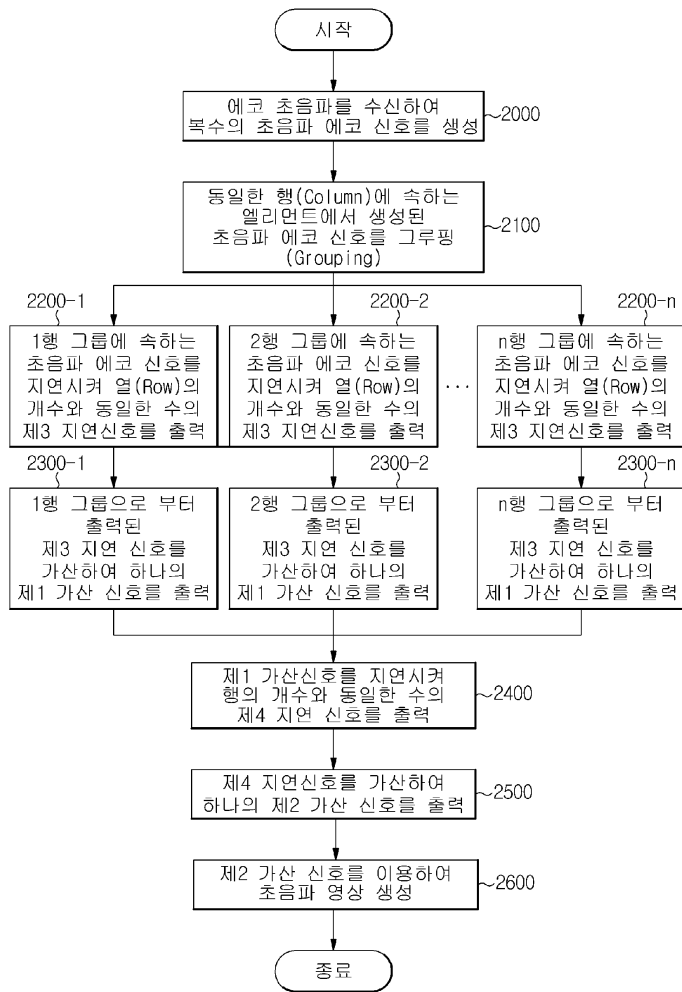 시작
에코 초음파를 수신하여
복수의 초음파 에코 신호를 생성
2000
동일한 행(Column)에 속하는
엘리먼트에서 생성된
초음파 에코 신호를 그루핑
(Grouping)
2100
2200-1
1행 그룹에 속하는
초음파 에코 신호를
지연시켜 열(Row)의
개수와 동일한 수의
제3 지연신호를 출력
2200-2
2행 그룹에 속하는
초음파 에코 신호를
지연시켜 열(Row)의
개수와 동일한 수의
제3 지연신호를 출력
...
2200-n
n행 그룹에 속하는
초음파 에코 신호를
지연시켜 열(Row)의
개수와 동일한 수의
제3 지연신호를 출력
2300-1
1행 그룹으로 부터
출력된
제3 지연 신호를
가산하여 하나의
제1 가산 신호를 출력
2300-2
2행 그룹으로 부터
출력된
제3 지연 신호를
가산하여 하나의
제1 가산 신호를 출력
2300-n
n행 그룹으로 부터
출력된
제3 지연 신호를
가산하여 하나의
제1 가산 신호를 출력
제1 가산신호를 지연시켜
행의 개수와 동일한 수의
제4 지연 신호를 출력
2400
제4 지연신호를 가산하여
하나의 제2 가산 신호를 출력
2500
제2 가산 신호를 이용하여
초음파 영상 생성
2600
종료